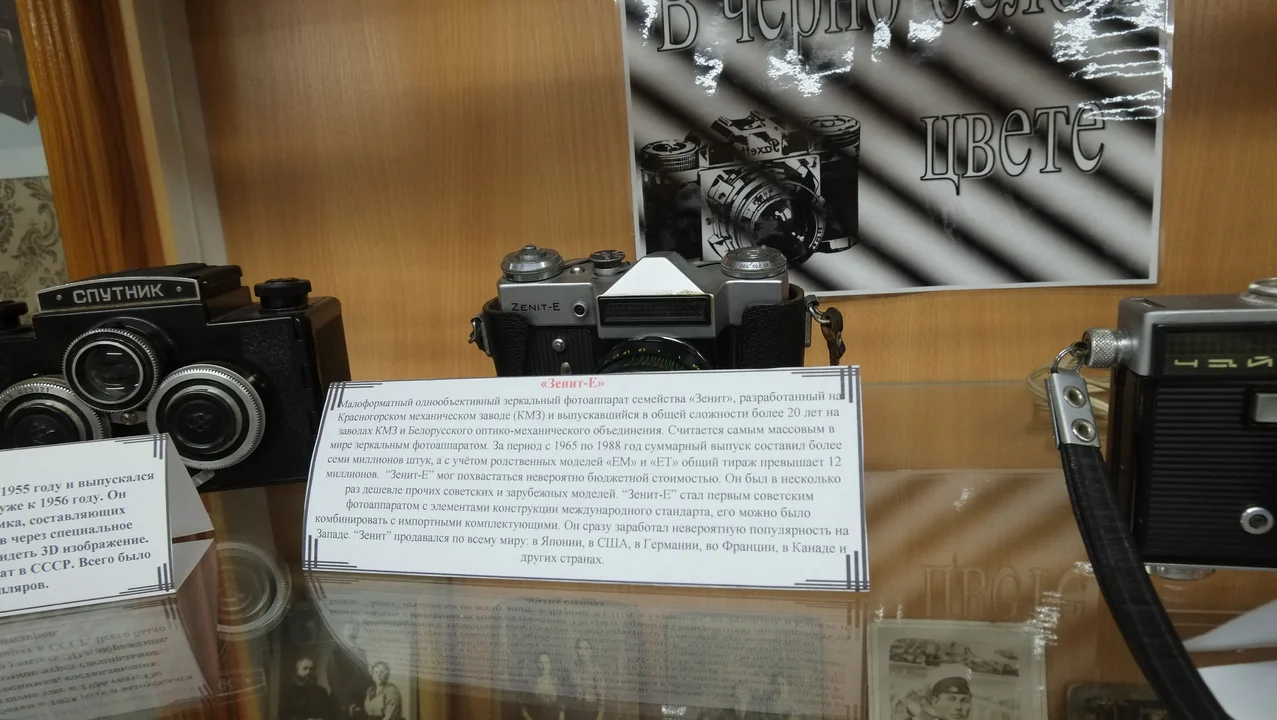 В черно
цвете
СПУТНИК
ZENIT-E
ЧАЙ
«Зенит-Е»
Малоформатный однообъективный зеркальный фотоаппарат семейства «Зенит», разработанный на
Красногорском механическом заводе (КМЗ) и выпускавшийся в общей сложности более 20 лет на
заводах КМЗ и Белорусского оптико-механического объединения. Считается самым массовым в
мире зеркальным фотоаппаратом. За период с 1965 по 1988 год суммарный выпуск составил более
семи миллионов штук, а с учётом родственных моделей «ЕМ» и «ЕТ» общий тираж превышает 12
миллионов. "Зенит-Е" мог похвастаться невероятно бюджетной стоимостью. Он был в несколько
раз дешевле прочих советских и зарубежных моделей. "Зенит-Е" стал первым советским
фотоаппаратом с элементами конструкции международного стандарта, его можно было
комбинировать с импортными комплектующими. Он сразу заработал невероятную популярность на
Западе. "Зенит" продавался по всему миру: в Японии, в США, в Германии, во Франции, в Канаде и
других странах.
1955 году и выпускался
уже к 1956 году. Он
ика, составляющих
в через специальное
идеть 3D изображение.
ат в СССР. Всего было
пляров.